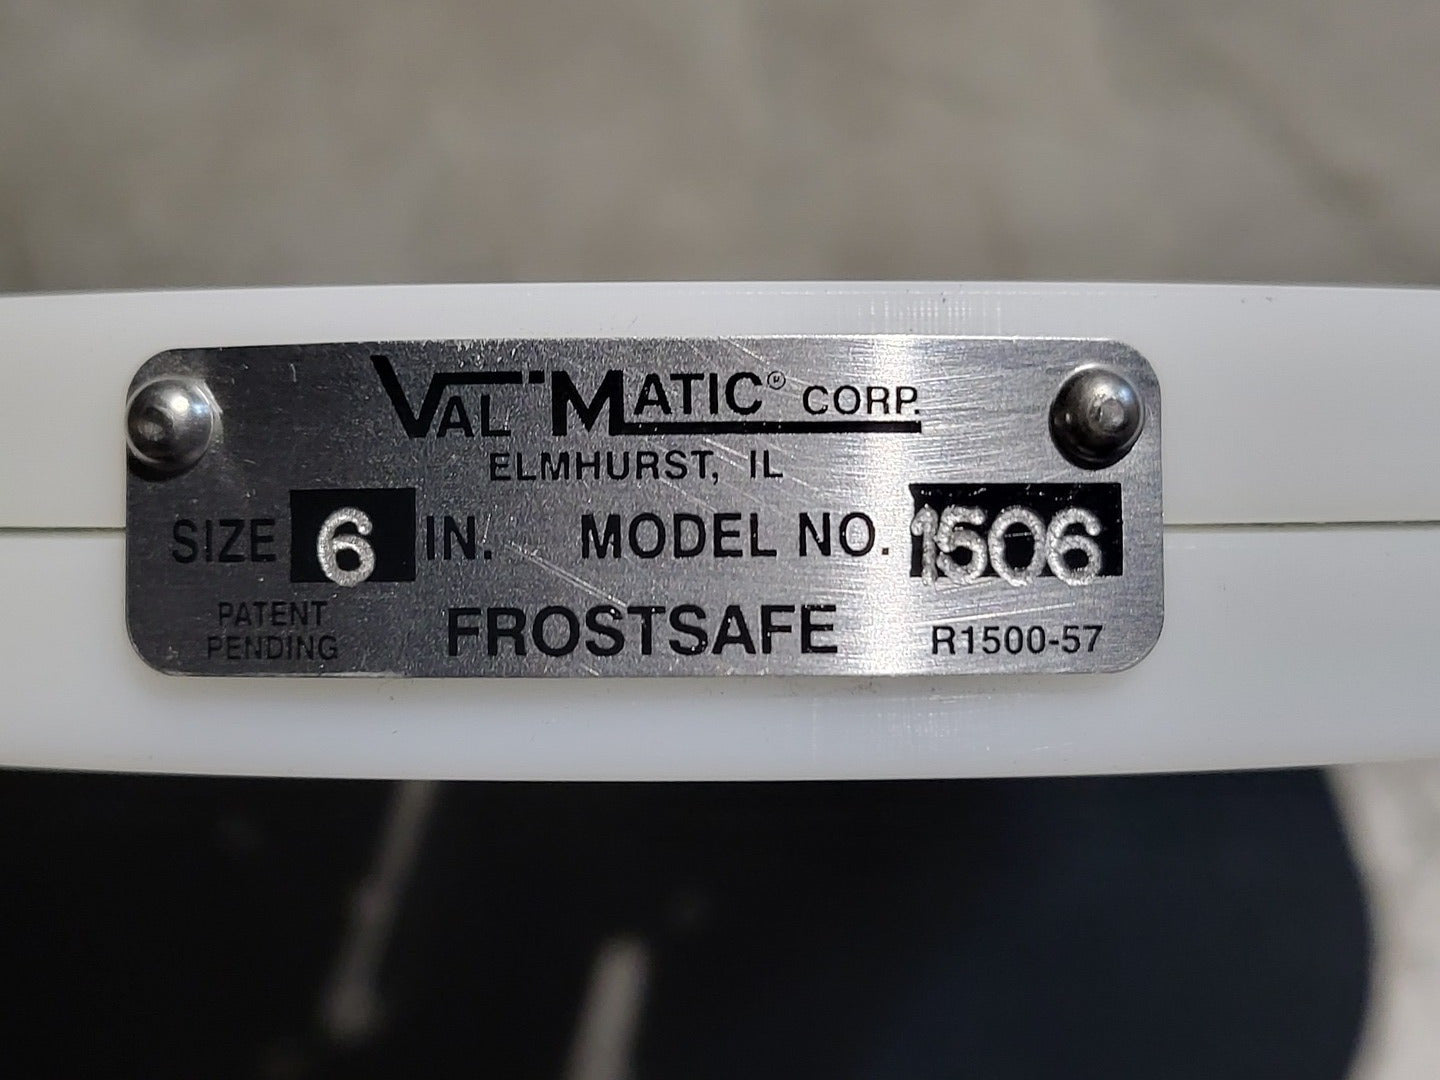 VAL MATIC® CORP.
ELMHURST, IL
SIZE 6 IN. MODEL NO. 1506
PATENT PENDING
FROSTSAFE
R1500-57